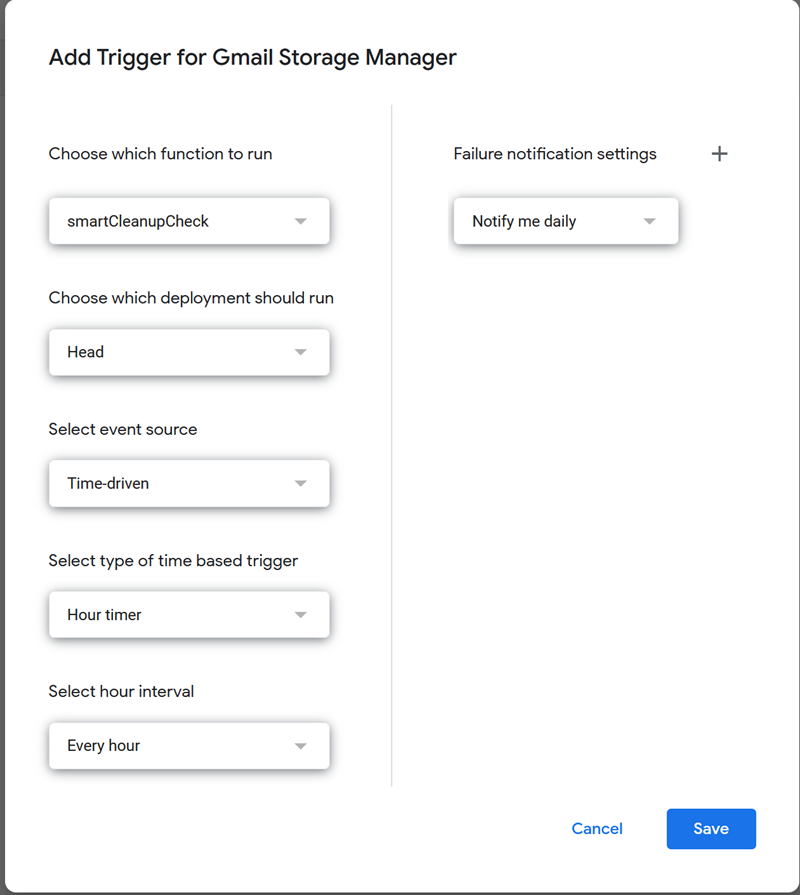 Add Trigger for Gmail Storage Manager
Choose which function to run
smartCleanupCheck
Choose which deployment should run
Head
Select event source
Time-driven
Select type of time based trigger
Hour timer
Select hour interval
Every hour
Failure notification settings
Notify me daily
Cancel
Save